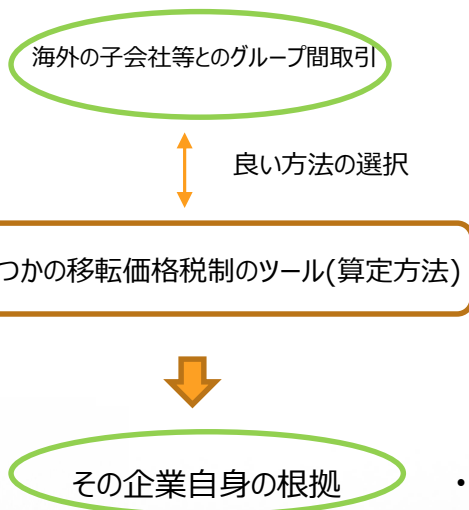 海外の子会社等とのグループ間取引
良い方法の選択
つかの移転価格税制のツール(算定方法)
その企業自身の根拠
・